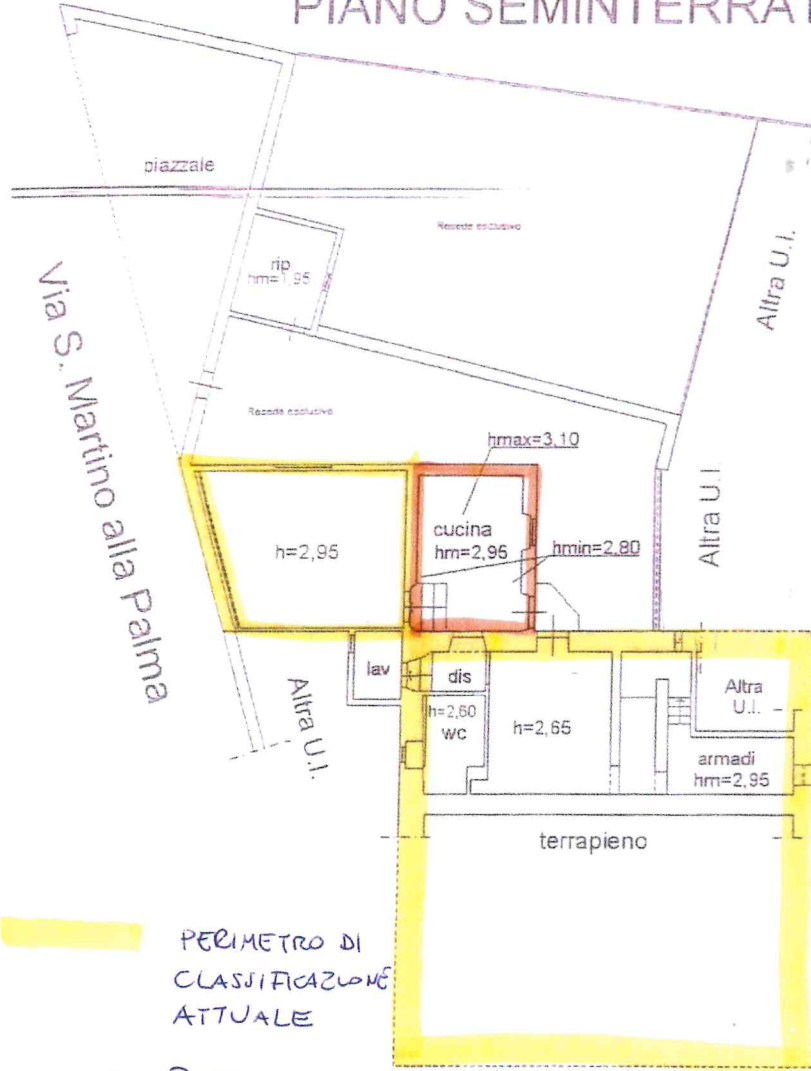 PIANO SEMINTERRAT
piazzale
Resede esclusivo
rip
hm=1,95
Altra U.I.
Via S. Martino alla Palma
Resede esclusivo
hmax=3,10
cucina
hm=2,95
h=2,95
hmin=2,80
Altra U.I.
lav
dis
Altra U.I.
h=2,60
wc
h=2,65
Altra
U.I.
armadi
hm=2,95
terrapieno
PERIMETRO DI
CLASSIFICAZIONE
ATTUALE